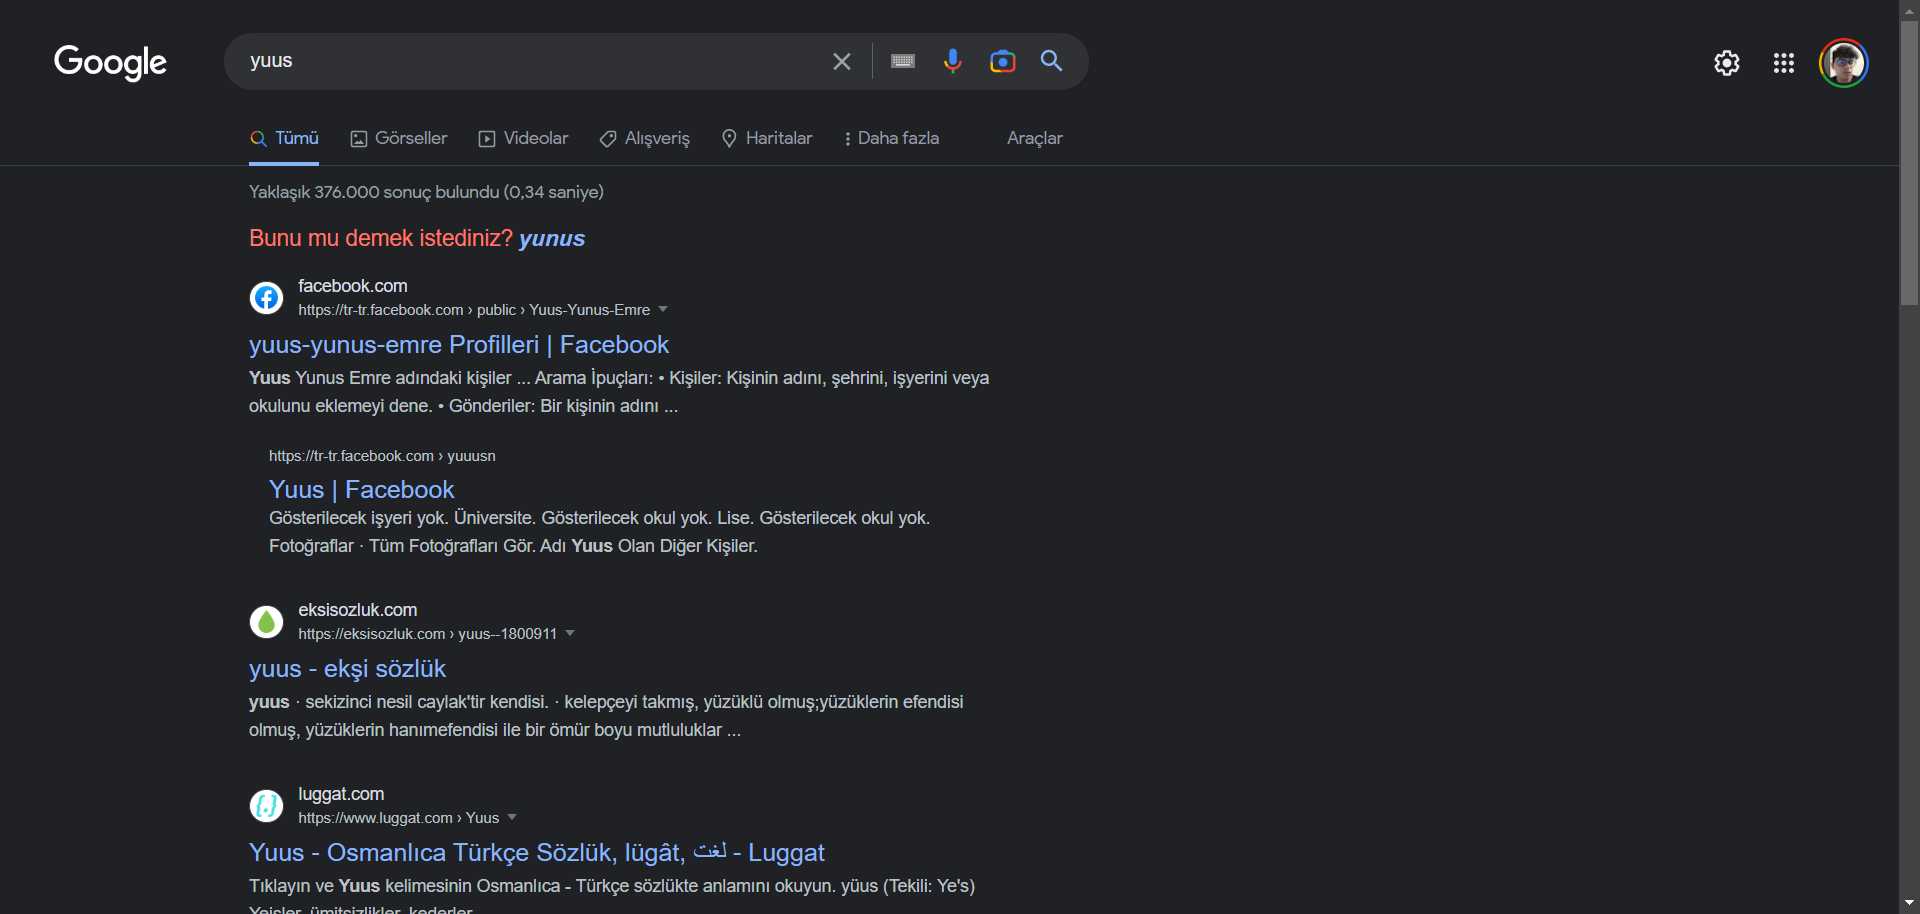 Google
yuus
Tümü Görseller Videolar Alışveriş Haritalar Daha fazla Araçlar
Yaklaşık 376.000 sonuç bulundu (0,34 saniye)
Bunu mu demek istediniz? yunus
facebook.com
https://tr-tr.facebook.com › public › Yuus-Yunus-Emre
yuus-yunus-emre Profilleri | Facebook
Yuus Yunus Emre adındaki kişiler ... Arama İpuçları: • Kişiler: Kişinin adını, şehrini, işyerini veya
okulunu eklemeyi dene. • Gönderiler: Bir kişinin adını ...
https://tr-tr.facebook.com › yuuusn
Yuus | Facebook
Gösterilecek işyeri yok. Üniversite. Gösterilecek okul yok. Lise. Gösterilecek okul yok.
Fotoğraflar · Tüm Fotoğrafları Gör. Adı Yuus Olan Diğer Kişiler.
eksisozluk.com
https://eksisozluk.com › yuus--1800911
yuus - ekşi sözlük
yuus · sekizinci nesil caylak'tir kendisi. · kelepçeyi takmış, yüzüklü olmuş;yüzüklerin efendisi
olmuş, yüzüklerin hanımefendisi ile bir ömür boyu mutluluklar ...
luggat.com
https://www.luggat.com › Yuus
Yuus - Osmanlıca Türkçe Sözlük, lügât, لغت - Luggat
Tıklayın ve Yuus kelimesinin Osmanlıca - Türkçe sözlükte anlamını okuyun. yüus (Tekili: Ye's)
Yeisler, ümitsizlikler, kederler